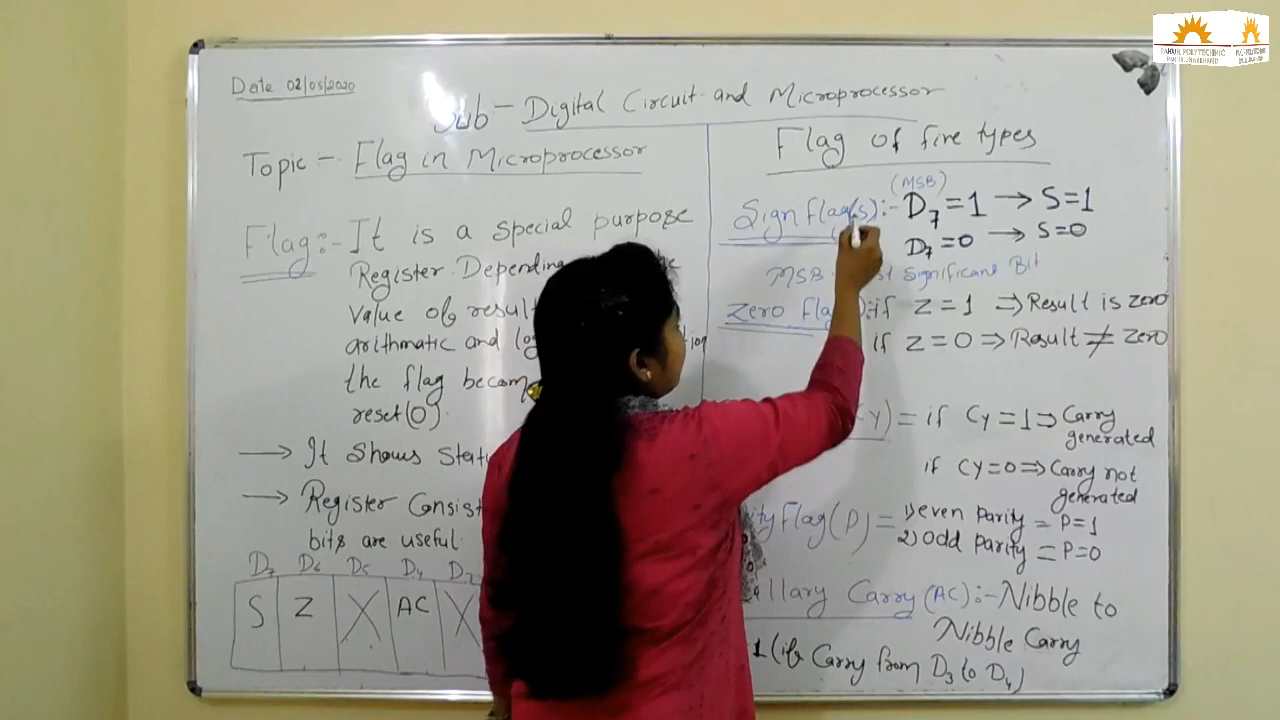 Date 02/05/2020
Sub - Digital Circuit and Microprocessor
Topic - Flag in Microprocessor
Flag:- It is a special purpose
Register Depending
value of result
arithmatic and
the flag
reset(0).
→ It Shows
→ Register
bits are useful
D7 D6 D5 D4
S Z X AC X
Flag of five types
(MSB)
Sign flag(s):- D7=1 → S=1
D7=0 → S=0
MSB Significant Bit
Zero if Z=1 ⇒ Result is zero
if Z=0 ⇒ Result ≠ zero
= if Cy=1 ⇒ Carry
generated
if Cy=0 ⇒ Carry not
generated
Flag(P) = 1) even parity = P=1
2) Odd parity = P=0
Carry (AC):- Nibble to
Nibble Carry
1 (if Carry from D3 to D4)